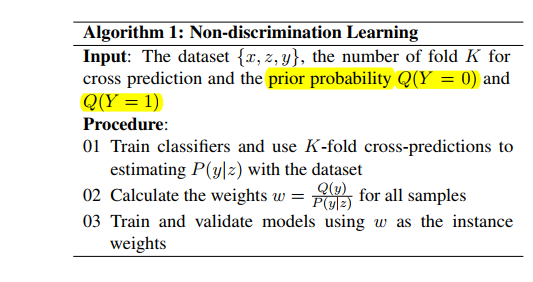 Algorithm 1: Non-discrimination Learning
Input: The dataset {x, z, y}, the number of fold K for
cross prediction and the prior probability Q(Y = 0) and
Q(Y = 1)
Procedure:
01 Train classifiers and use K-fold cross-predictions to
estimating P(y|z) with the dataset
02 Calculate the weights w = Q(y)/P(y|z) for all samples
03 Train and validate models using w as the instance
weights